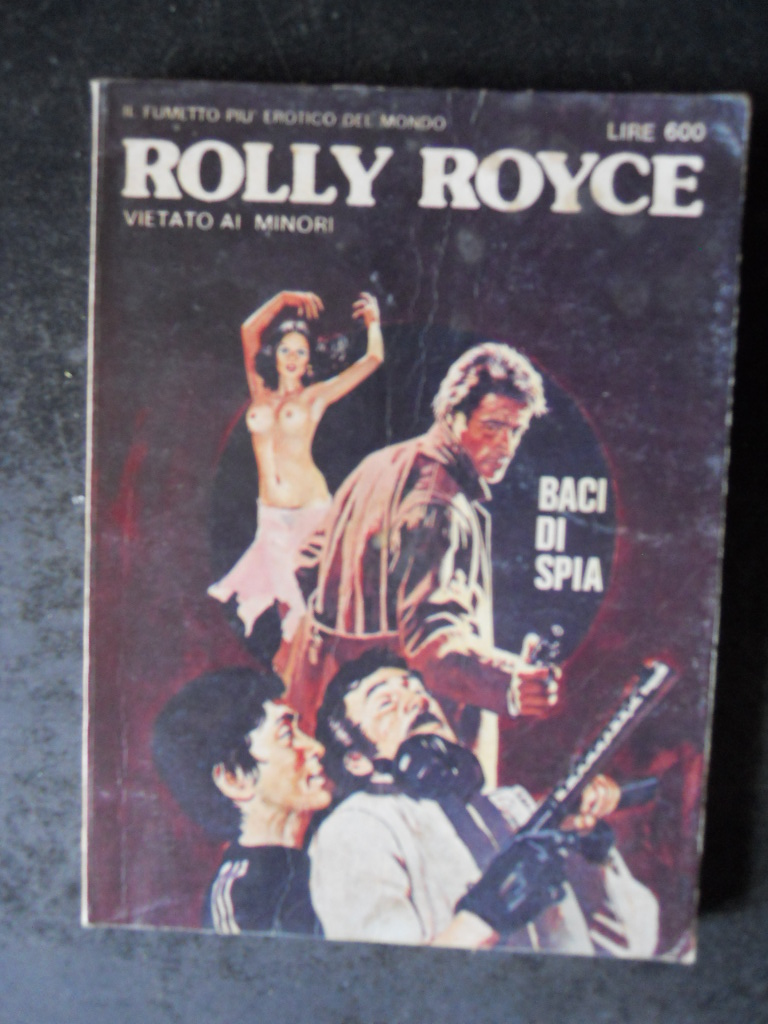 IL FUMETTO PIU' EROTICO DEL MONDO
LIRE 600
ROLLY ROYCE
VIETATO AI MINORI
BACI
DI
SPIA